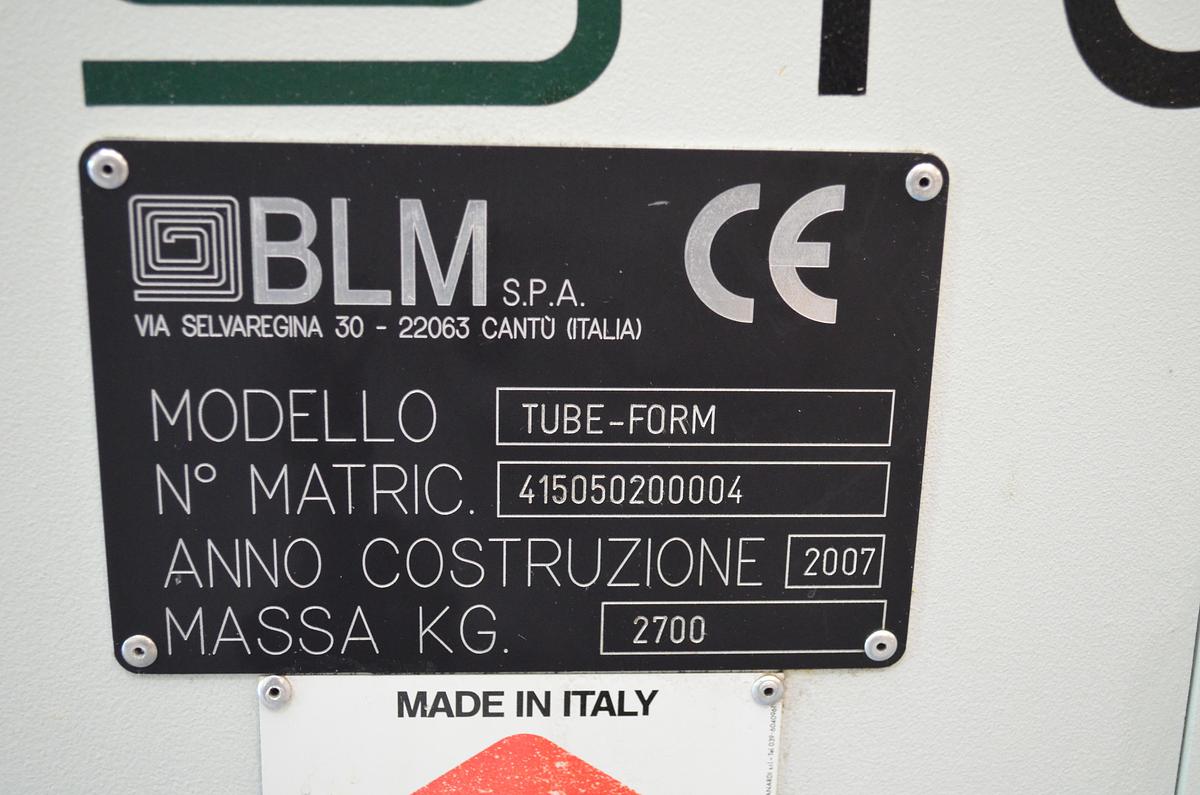 BLM S.P.A.
CE
VIA SELVAREGINA 30 - 22063 CANTÙ (ITALIA)
MODELLO TUBE-FORM
N° MATRIC. 415050200004
ANNO COSTRUZIONE 2007
MASSA KG. 2700
MADE IN ITALY